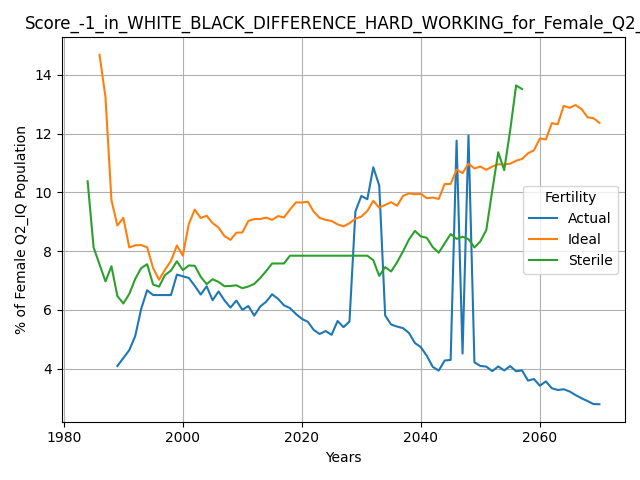 Score_-1_in_WHITE_BLACK_DIFFERENCE_HARD_WORKING_for_Female_Q2_
14
12
10
8
6
4
% of Female Q2_IQ Population
Fertility
Actual
Ideal
Sterile
1980 2000 2020 2040 2060
Years